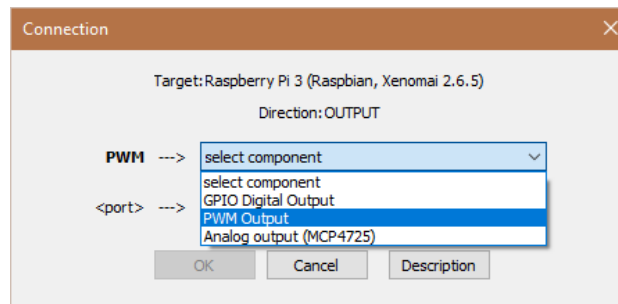 Connection
Target: Raspberry Pi 3 (Raspbian, Xenomai 2.6.5)
Direction: OUTPUT
PWM ---> select component
select component
<port> ---> GPIO Digital Output
PWM Output
Analog output (MCP4725)
OK Cancel Description